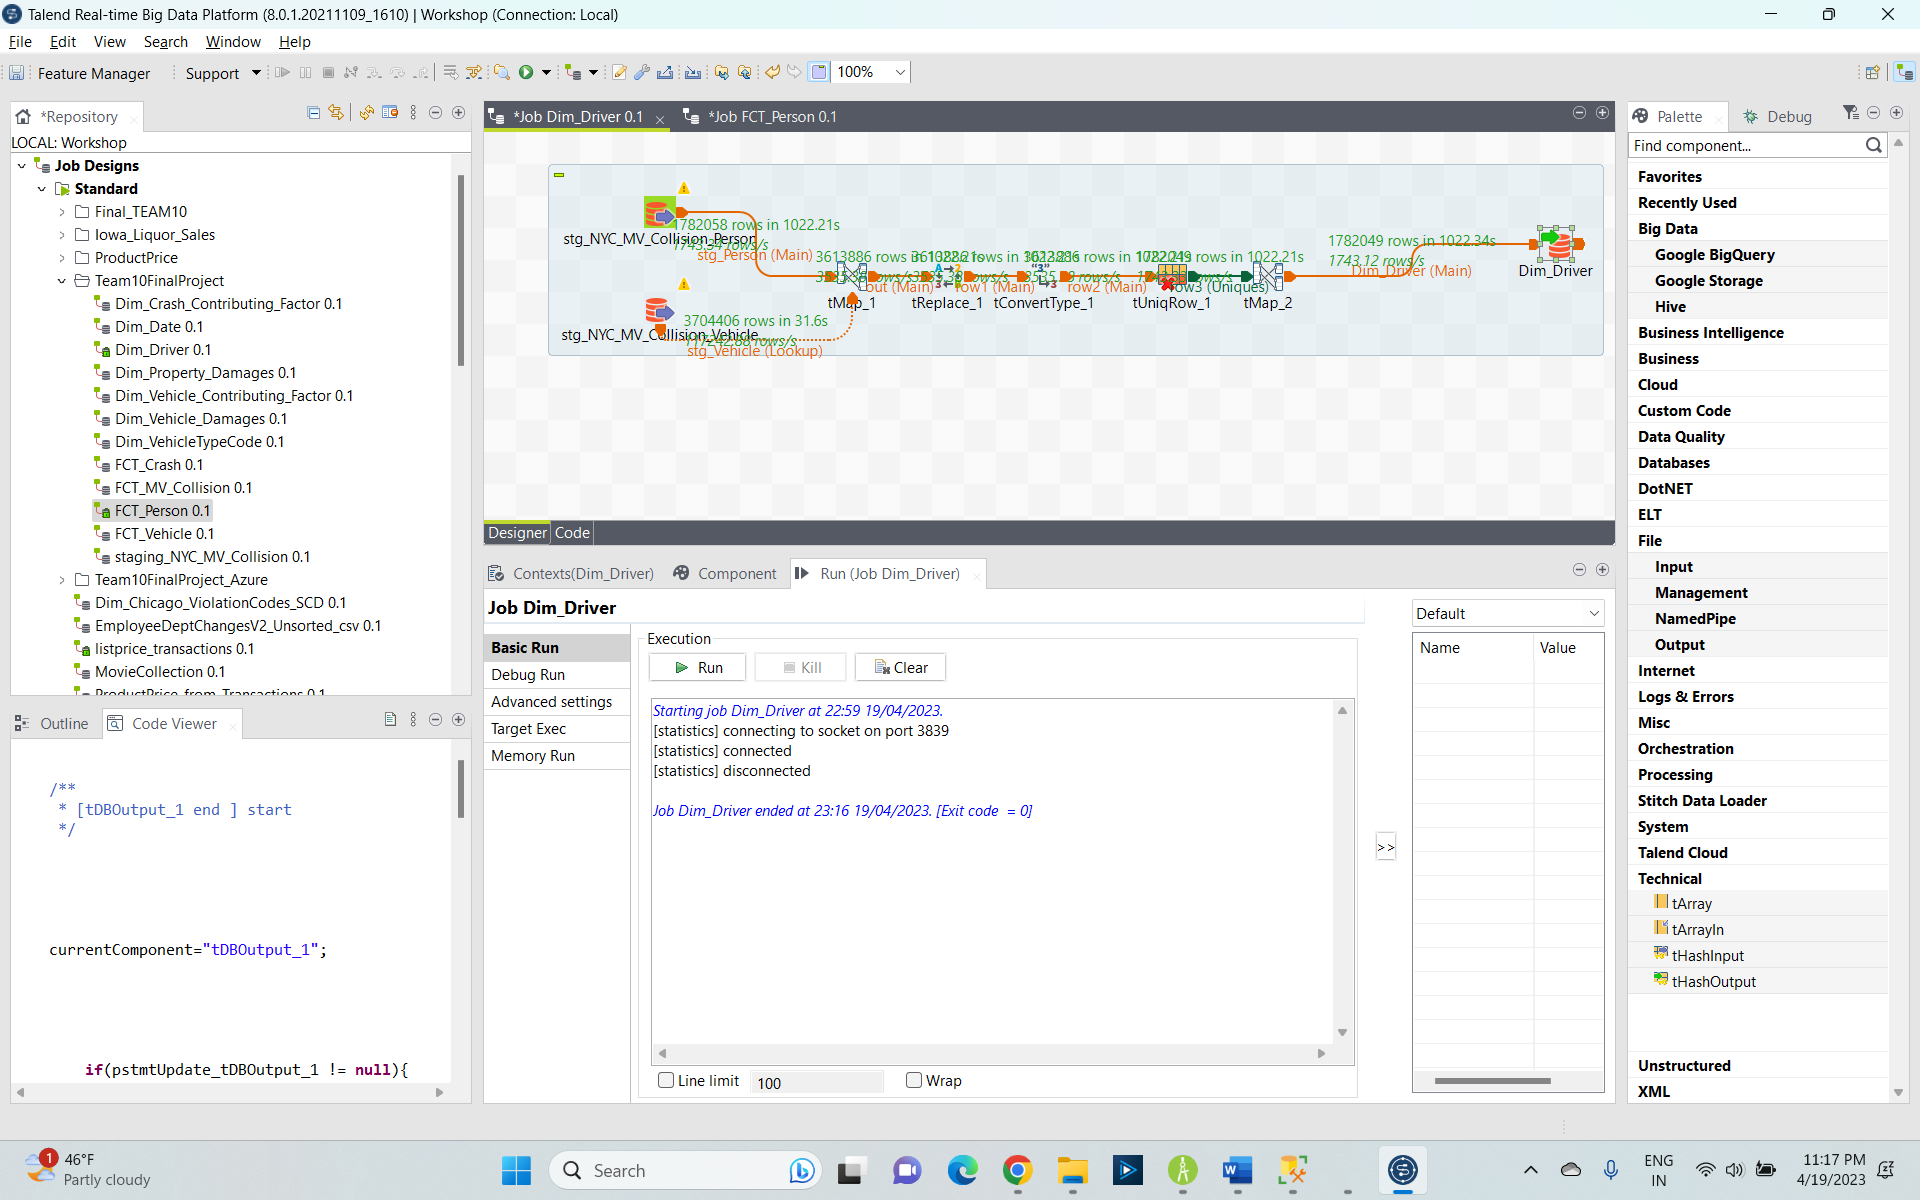 Talend Real-time Big Data Platform (8.0.1.20211109_1610) | Workshop (Connection: Local)
File Edit View Search Window Help
Feature Manager Support 100%
*Repository
LOCAL: Workshop
Job Designs
Standard
Final_TEAM10
Iowa_Liquor_Sales
ProductPrice
Team10FinalProject
Dim_Crash_Contributing_Factor 0.1
Dim_Date 0.1
Dim_Driver 0.1
Dim_Property_Damages 0.1
Dim_Vehicle_Contributing_Factor 0.1
Dim_Vehicle_Damages 0.1
Dim_VehicleTypeCode 0.1
FCT_Crash 0.1
FCT_MV_Collision 0.1
FCT_Person 0.1
FCT_Vehicle 0.1
staging_NYC_MV_Collision 0.1
Team10FinalProject_Azure
Dim_Chicago_ViolationCodes_SCD 0.1
EmployeeDeptChangesV2_Unsorted_csv 0.1
listprice_transactions 0.1
MovieCollection 0.1
ProductPrice_from_Transactions 0.1
Outline Code Viewer
/**
* [tDBOutput_1 end ] start
*/
currentComponent="tDBOutput_1";
if(pstmtUpdate_tDBOutput_1 != null){
*Job Dim_Driver 0.1 *Job FCT_Person 0.1
1782058 rows in 1022.21s
stg_NYC_MV_Collision_Person
1743.34 rows/s
stg_Person (Main)
1782049 rows in 1022.34s
1743.12 rows/s
Dim_Driver (Main)
Dim_Driver
3613886 rows in 1022.21s
out (Main) row1 (Main) row2 (Main) row3 (Uniques)
tMap_1 tReplace_1 tConvertType_1 tUniqRow_1 tMap_2
3704406 rows in 31.6s
stg_NYC_MV_Collision_Vehicle
stg_Vehicle (Lookup)
Designer Code
Contexts(Dim_Driver) Component Run (Job Dim_Driver)
Job Dim_Driver
Basic Run
Debug Run
Advanced settings
Target Exec
Memory Run
Execution
Run Kill Clear
Starting job Dim_Driver at 22:59 19/04/2023.
[statistics] connecting to socket on port 3839
[statistics] connected
[statistics] disconnected
Job Dim_Driver ended at 23:16 19/04/2023. [Exit code = 0]
Line limit 100 Wrap
>>
Default
Name Value
Palette Debug
Find component...
Favorites
Recently Used
Big Data
Google BigQuery
Google Storage
Hive
Business Intelligence
Business
Cloud
Custom Code
Data Quality
Databases
DotNET
ELT
File
Input
Management
NamedPipe
Output
Internet
Logs & Errors
Misc
Orchestration
Processing
Stitch Data Loader
System
Talend Cloud
Technical
tArray
tArrayIn
tHashInput
tHashOutput
Unstructured
XML
1
46°F
Partly cloudy
Search
ENG
IN
11:17 PM
4/19/2023